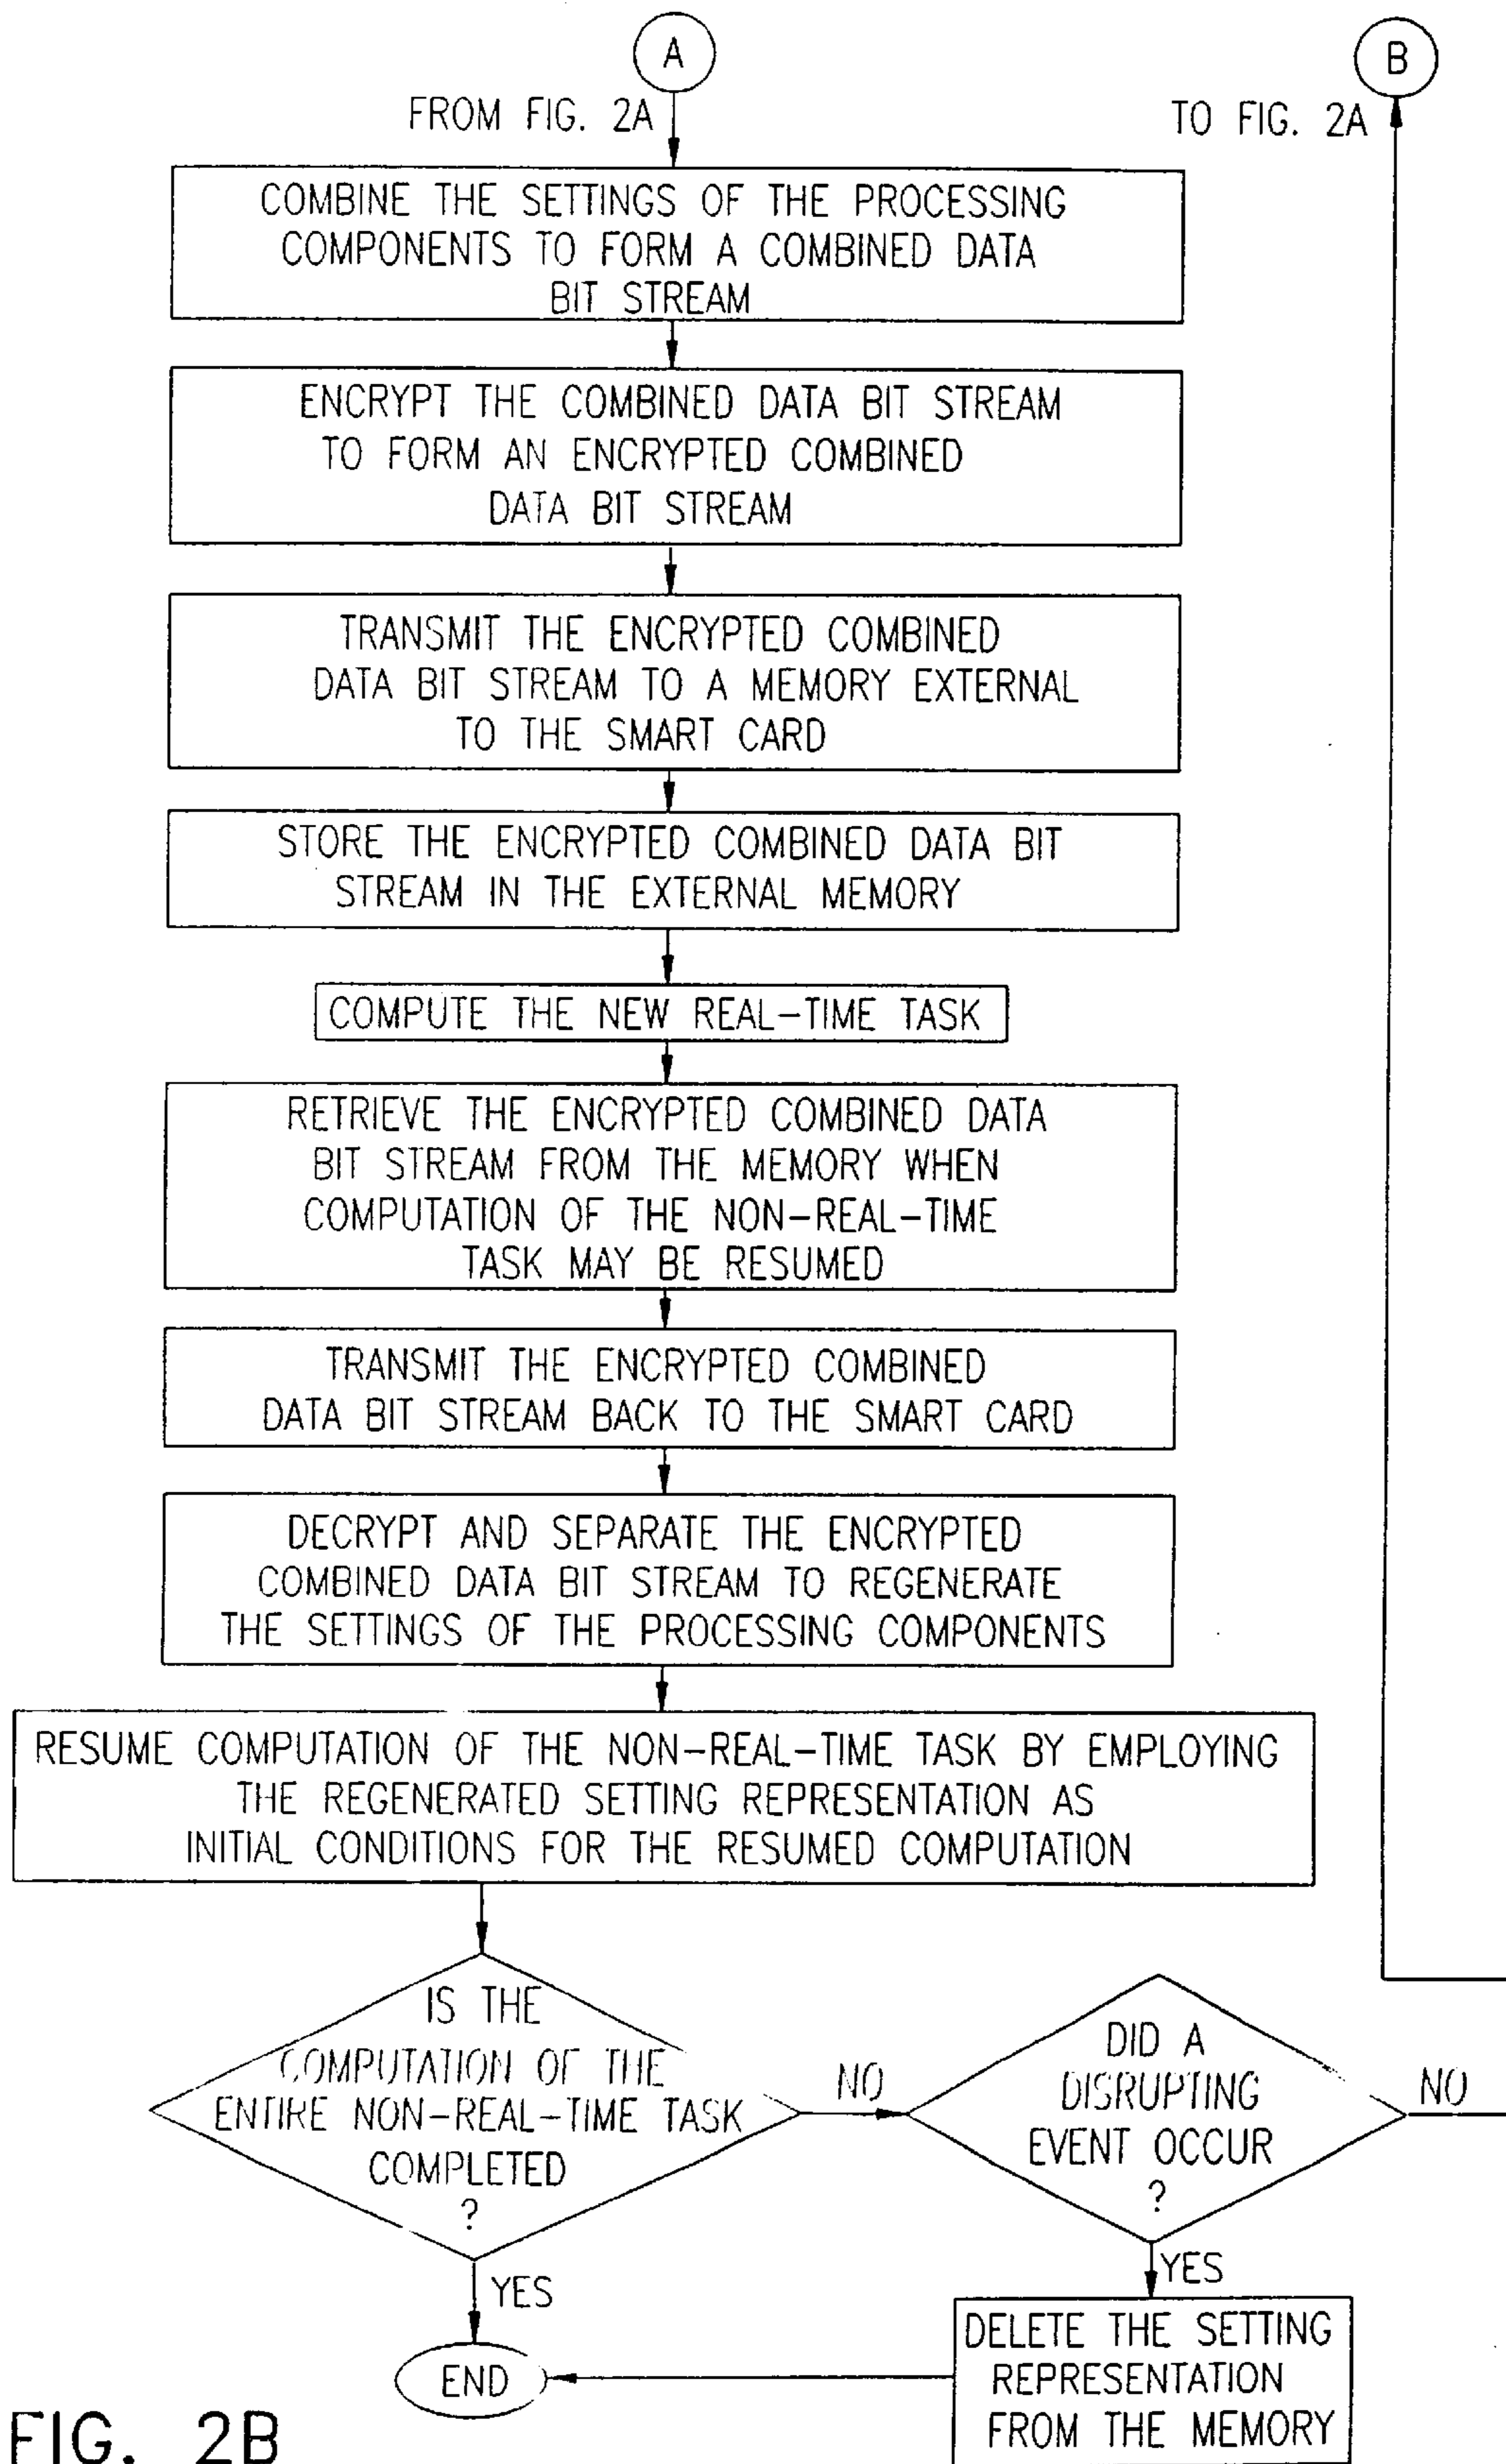 A
B
FROM FIG. 2A
TO FIG. 2A
COMBINE THE SETTINGS OF THE PROCESSING
COMPONENTS TO FORM A COMBINED DATA
BIT STREAM
ENCRYPT THE COMBINED DATA BIT STREAM
TO FORM AN ENCRYPTED COMBINED
DATA BIT STREAM
TRANSMIT THE ENCRYPTED COMBINED
DATA BIT STREAM TO A MEMORY EXTERNAL
TO THE SMART CARD
STORE THE ENCRYPTED COMBINED DATA BIT
STREAM IN THE EXTERNAL MEMORY
COMPUTE THE NEW REAL-TIME TASK
RETRIEVE THE ENCRYPTED COMBINED DATA
BIT STREAM FROM THE MEMORY WHEN
COMPUTATION OF THE NON-REAL-TIME
TASK MAY BE RESUMED
TRANSMIT THE ENCRYPTED COMBINED
DATA BIT STREAM BACK TO THE SMART CARD
DECRYPT AND SEPARATE THE ENCRYPTED
COMBINED DATA BIT STREAM TO REGENERATE
THE SETTINGS OF THE PROCESSING COMPONENTS
RESUME COMPUTATION OF THE NON-REAL-TIME TASK BY EMPLOYING
THE REGENERATED SETTING REPRESENTATION AS
INITIAL CONDITIONS FOR THE RESUMED COMPUTATION
IS THE
COMPUTATION OF THE
ENTIRE NON-REAL-TIME TASK
COMPLETED
?
NO
DID A
DISRUPTING
EVENT OCCUR
?
NO
YES
YES
END
DELETE THE SETTING
REPRESENTATION
FROM THE MEMORY
FIG. 2B